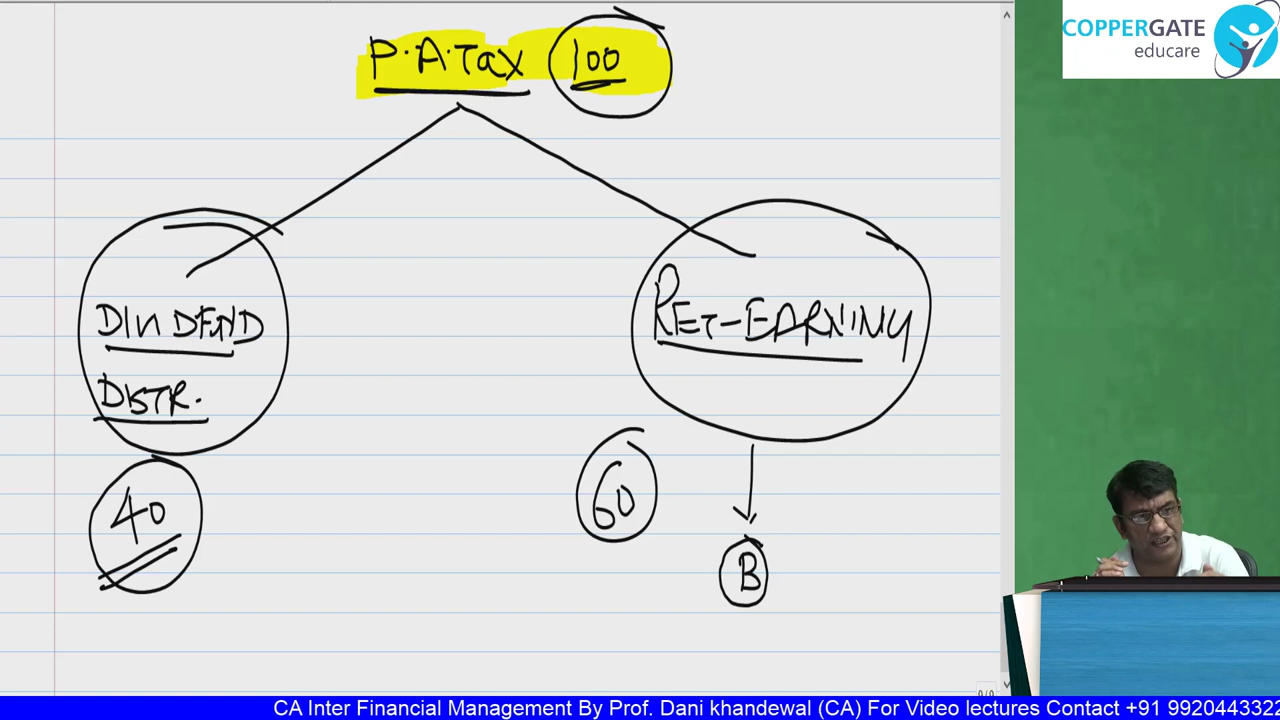 P.A.Tax 100
COPPERGATE
educare
DIVIDEND
DISTR.
40
RET-EARNING
60
B
CA Inter Financial Management By Prof. Dani khandewal (CA) For Video lectures Contact +91 9920443322